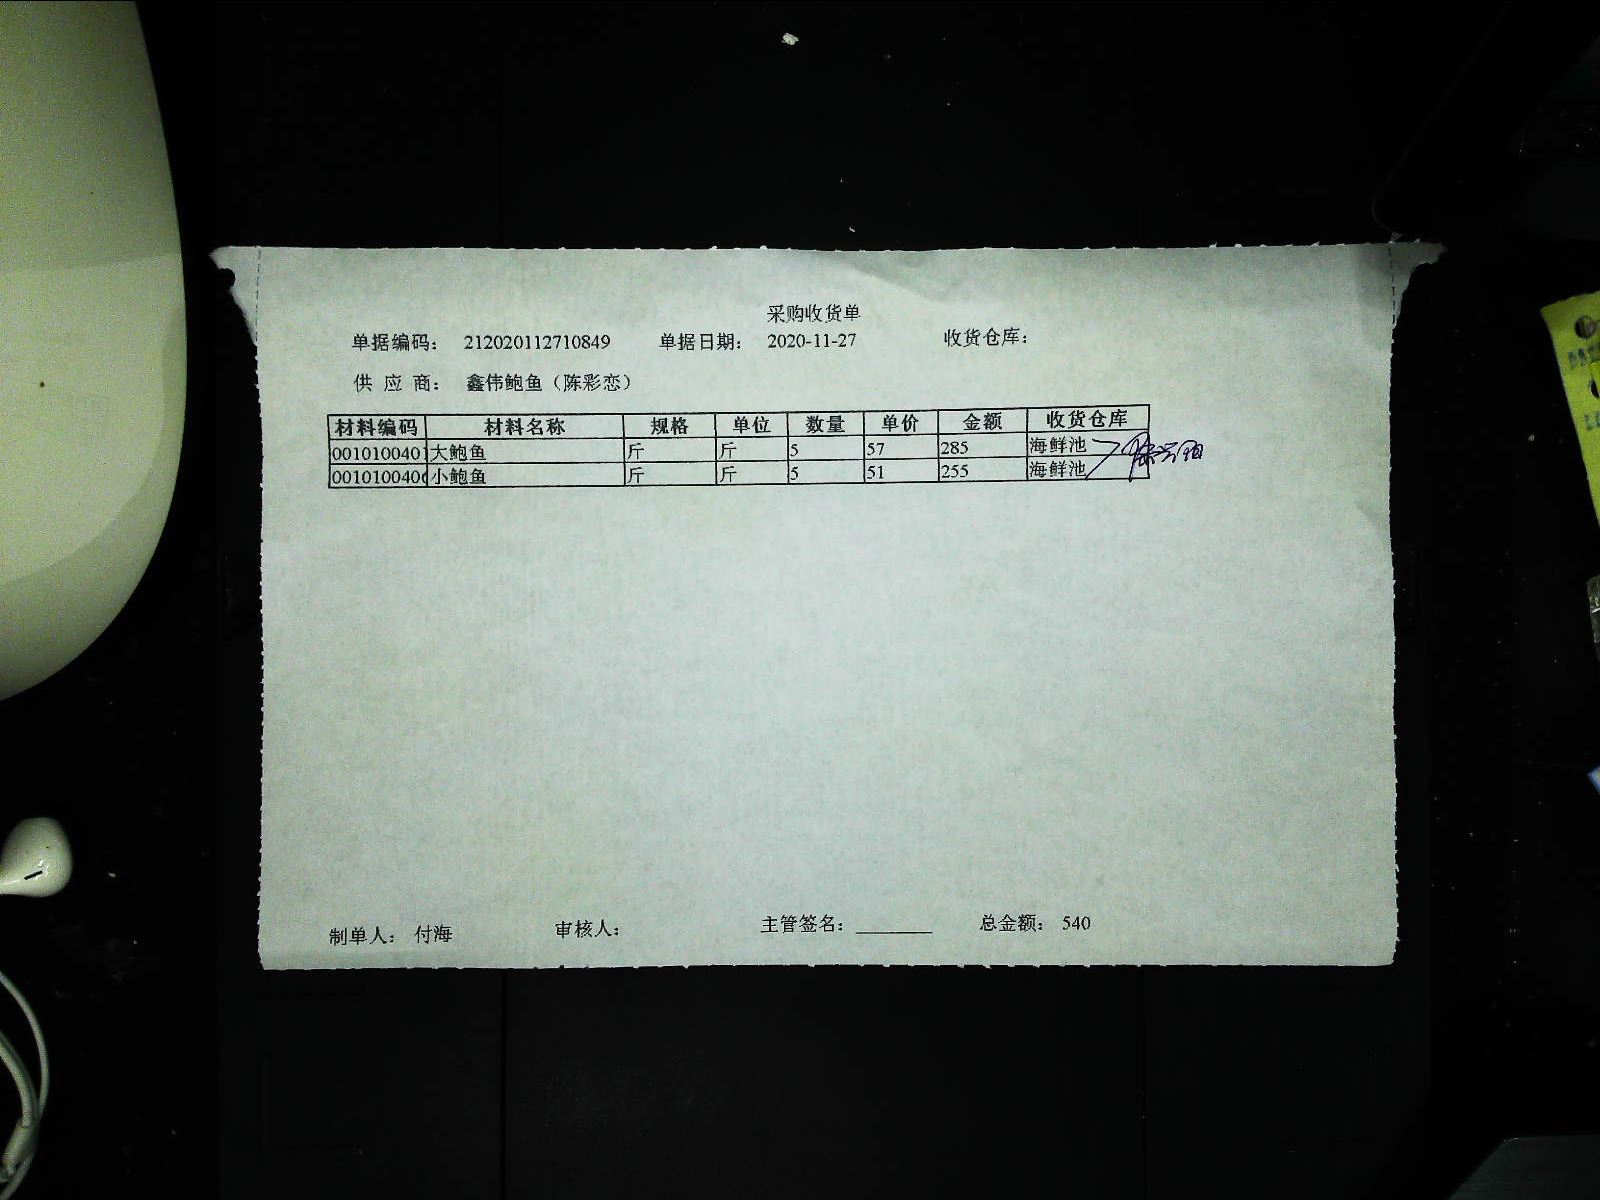 采购收货单
单据编码： 212020112710849 单据日期： 2020-11-27 收货仓库：
供 应 商： 鑫伟鲍鱼（陈彩恋）
材料编码 材料名称 规格 单位 数量 单价 金额 收货仓库
0010100401 大鲍鱼 斤 斤 5 57 285 海鲜池
001010040 小鲍鱼 斤 斤 5 51 255 海鲜池
制单人： 付海 审核人： 主管签名：________ 总金额： 540